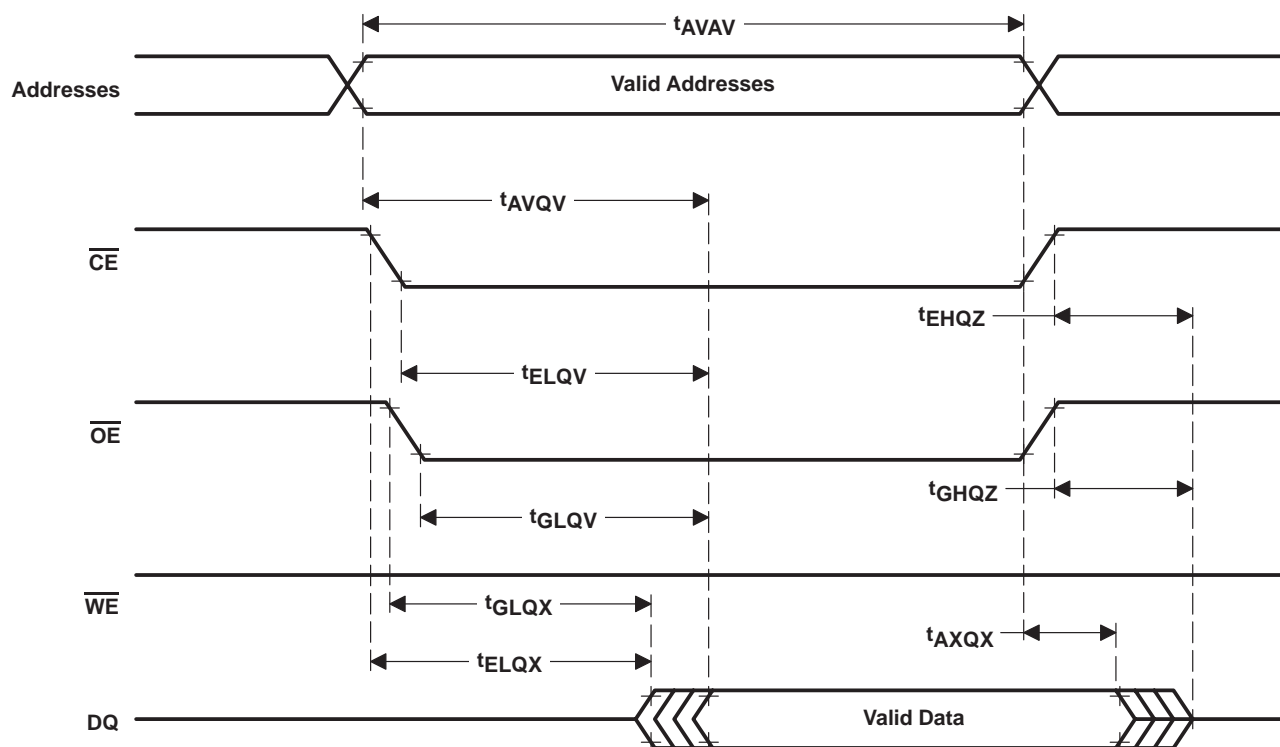 tAVAV
Addresses
Valid Addresses
tAVQV
CE
tEHQZ
tELQV
OE
tGHQZ
tGLQV
WE
tGLQX
tAXQX
tELQX
DQ
Valid Data